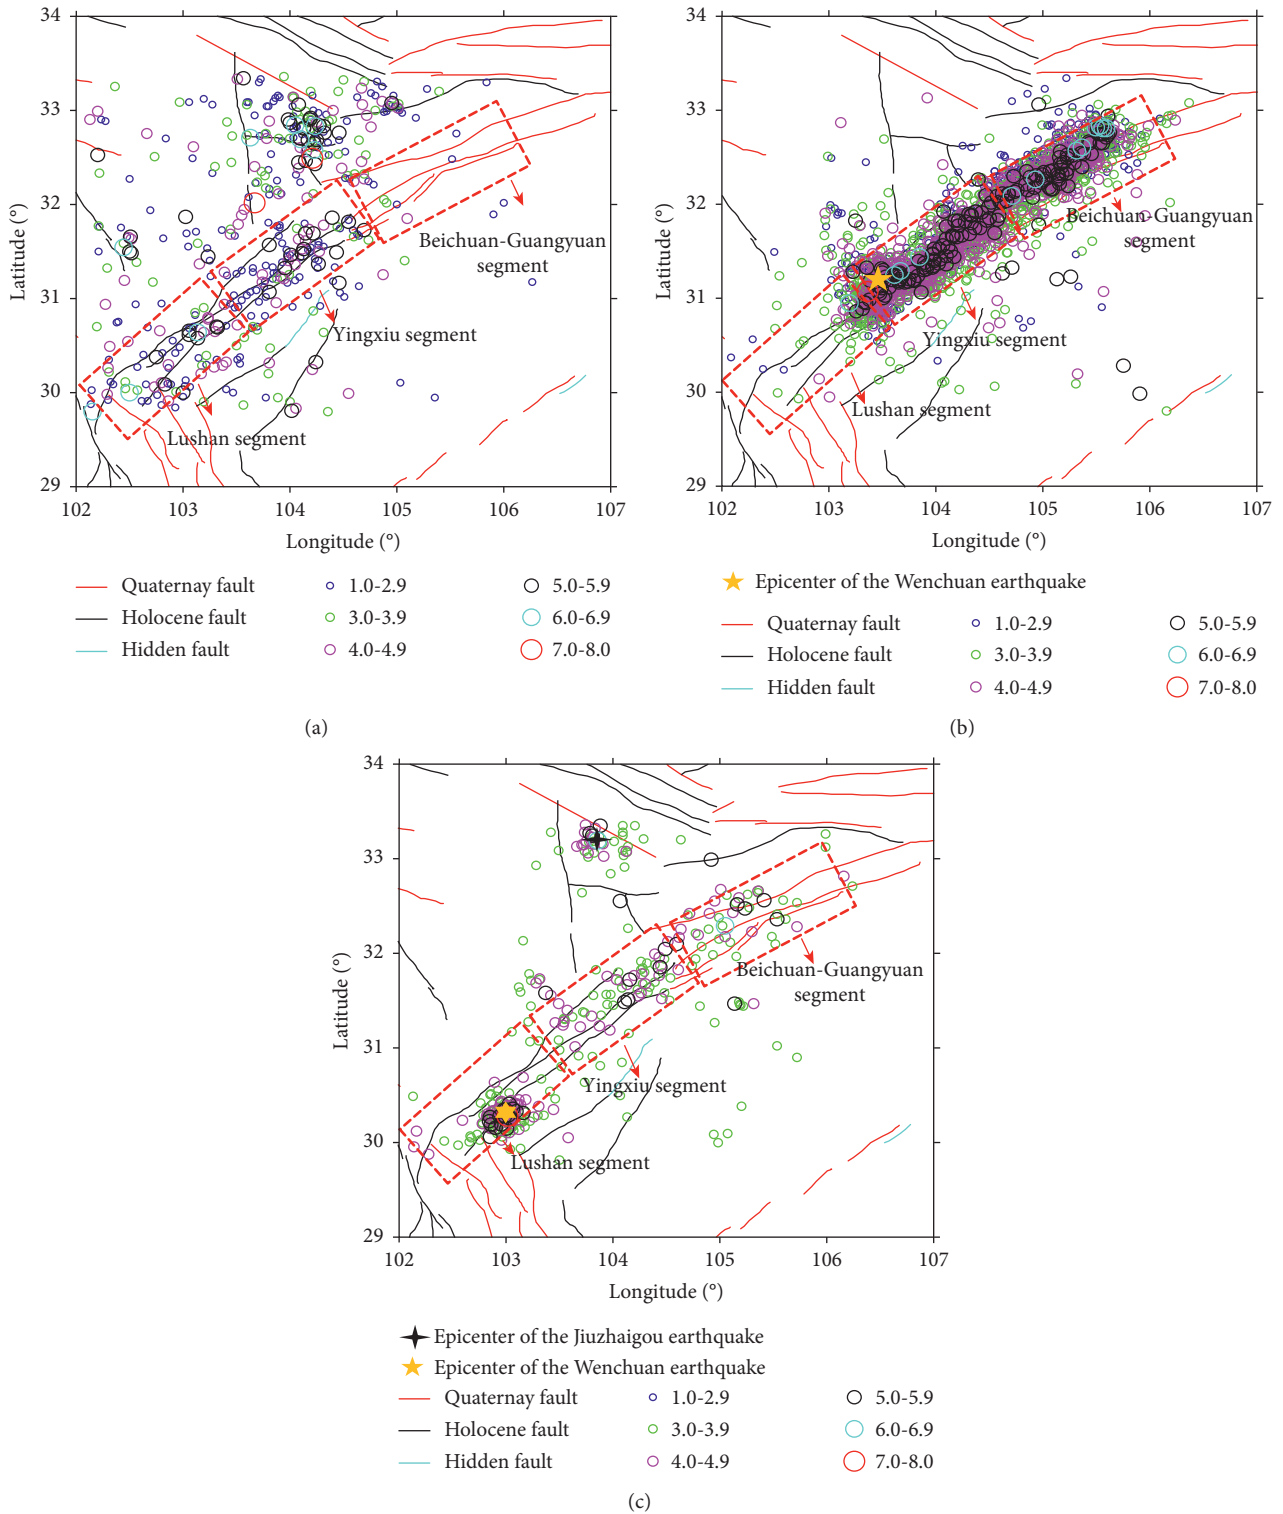 34
33
32
31
30
29
Latitude (°)
Beichuan-Guangyuan
segment
Yingxiu segment
Lushan segment
102
103
104
105
106
107
Longitude (°)
Quaternay fault
Holocene fault
Hidden fault
1.0-2.9
3.0-3.9
4.0-4.9
5.0-5.9
6.0-6.9
7.0-8.0
(a)
34
33
32
31
30
29
Latitude (°)
Beichuan-Guangyuan
segment
Yingxiu segment
Lushan segment
102
103
104
105
106
107
Longitude (°)
Epicenter of the Wenchuan earthquake
Quaternay fault
Holocene fault
Hidden fault
1.0-2.9
3.0-3.9
4.0-4.9
5.0-5.9
6.0-6.9
7.0-8.0
(b)
34
33
32
31
30
29
Latitude (°)
Beichuan-Guangyuan
segment
Yingxiu segment
Lushan segment
102
103
104
105
106
107
Longitude (°)
Epicenter of the Jiuzhaigou earthquake
Epicenter of the Wenchuan earthquake
Quaternay fault
Holocene fault
Hidden fault
1.0-2.9
3.0-3.9
4.0-4.9
5.0-5.9
6.0-6.9
7.0-8.0
(c)